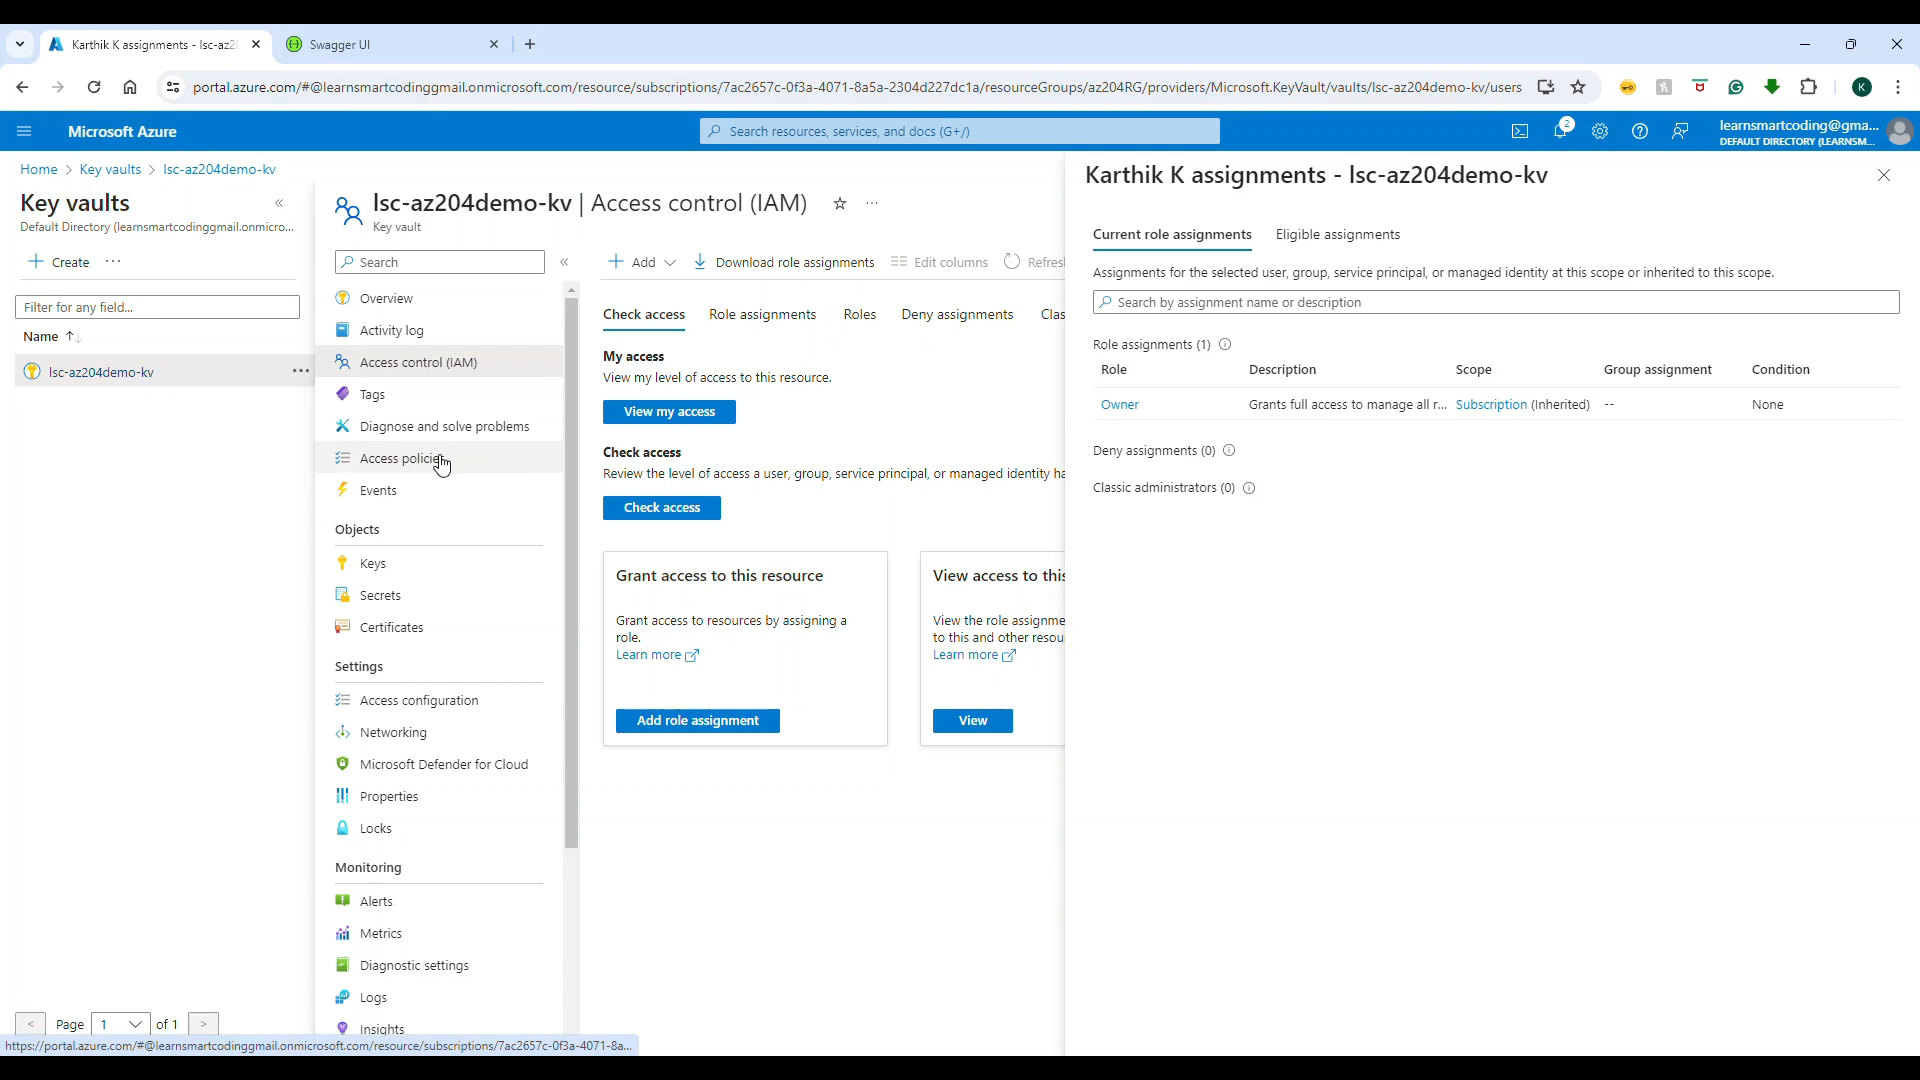 Karthik K assignments - lsc-az20
Swagger UI
portal.azure.com/#@learnsmartcodinggmail.onmicrosoft.com/resource/subscriptions/7ac2657c-0f3a-4071-8a5a-2304d227dc1a/resourceGroups/az204RG/providers/Microsoft.KeyVault/vaults/lsc-az204demo-kv/users
K
Microsoft Azure
Search resources, services, and docs (G+/)
2
learnsmartcoding@gma...
DEFAULT DIRECTORY (LEARNSM...
Home > Key vaults > lsc-az204demo-kv
Key vaults
Default Directory (learnsmartcodinggmail.onmicro...
Create ...
Filter for any field...
Name
lsc-az204demo-kv ...
< Page 1 of 1 >
lsc-az204demo-kv | Access control (IAM) ...
Key vault
Search
Overview
Activity log
Access control (IAM)
Tags
Diagnose and solve problems
Access policies
Events
Objects
Keys
Secrets
Certificates
Settings
Access configuration
Networking
Microsoft Defender for Cloud
Properties
Locks
Monitoring
Alerts
Metrics
Diagnostic settings
Logs
Insights
Add
Download role assignments
Edit columns
Refresh
Check access
Role assignments
Roles
Deny assignments
Clas
My access
View my level of access to this resource.
View my access
Check access
Review the level of access a user, group, service principal, or managed identity ha
Check access
Grant access to this resource
Grant access to resources by assigning a
role.
Learn more
Add role assignment
View access to this
View the role assignme
to this and other resou
Learn more
View
Karthik K assignments - lsc-az204demo-kv
Current role assignments
Eligible assignments
Assignments for the selected user, group, service principal, or managed identity at this scope or inherited to this scope.
Search by assignment name or description
Role assignments (1)
Role Description Scope Group assignment Condition
Owner Grants full access to manage all r... Subscription (Inherited) -- None
Deny assignments (0)
Classic administrators (0)
https://portal.azure.com/#@learnsmartcodinggmail.onmicrosoft.com/resource/subscriptions/7ac2657c-0f3a-4071-8a...